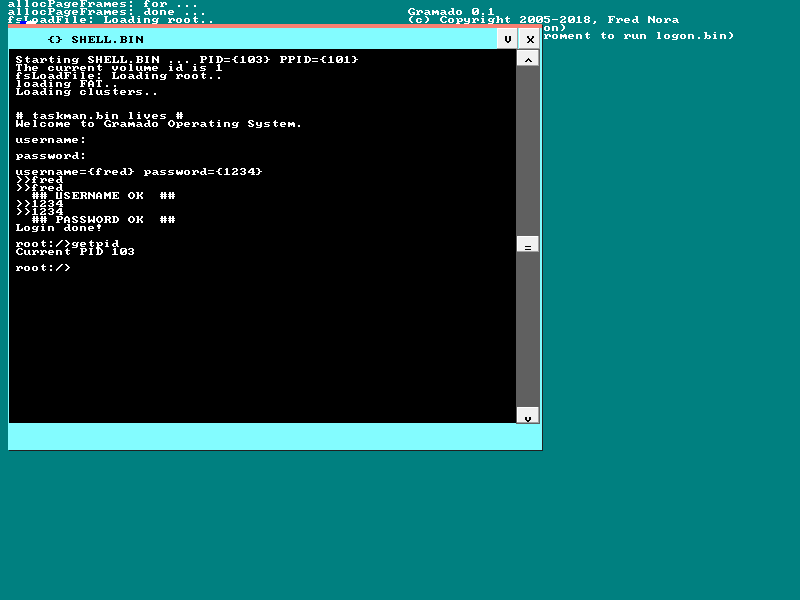 allocPageFrames: for ...
allocPageFrames: done ...
Gramado 0.1
fsLoadFile: Loading root..
(c) Copyright 2005-2018, Fred Nora
on)
roment to run logon.bin)
{} SHELL.BIN
V X
Starting SHELL.BIN ... PID={103} PPID={101}
The current volume id is 1
fsLoadFile: Loading root..
loading FAT..
Loading clusters..
# taskman.bin lives #
Welcome to Gramado Operating System.
username:
password:
username={fred} password={1234}
>>fred
>>fred
## USERNAME OK ##
>>1234
>>1234
## PASSWORD OK ##
Login done!
root:/>getpid
Current PID 103
root:/>
^
=
v